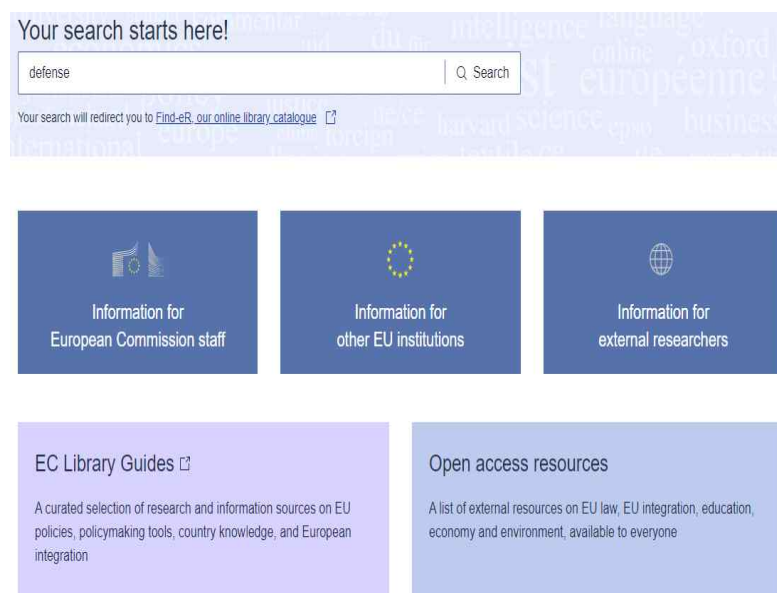 Your search starts here!
defense
Search
Your search will redirect you to Find-eR, our online library catalogue
Information for
European Commission staff
Information for
other EU institutions
Information for
external researchers
EC Library Guides
A curated selection of research and information sources on EU
policies, policymaking tools, country knowledge, and European
integration
Open access resources
A list of external resources on EU law, EU integration, education,
economy and environment, available to everyone